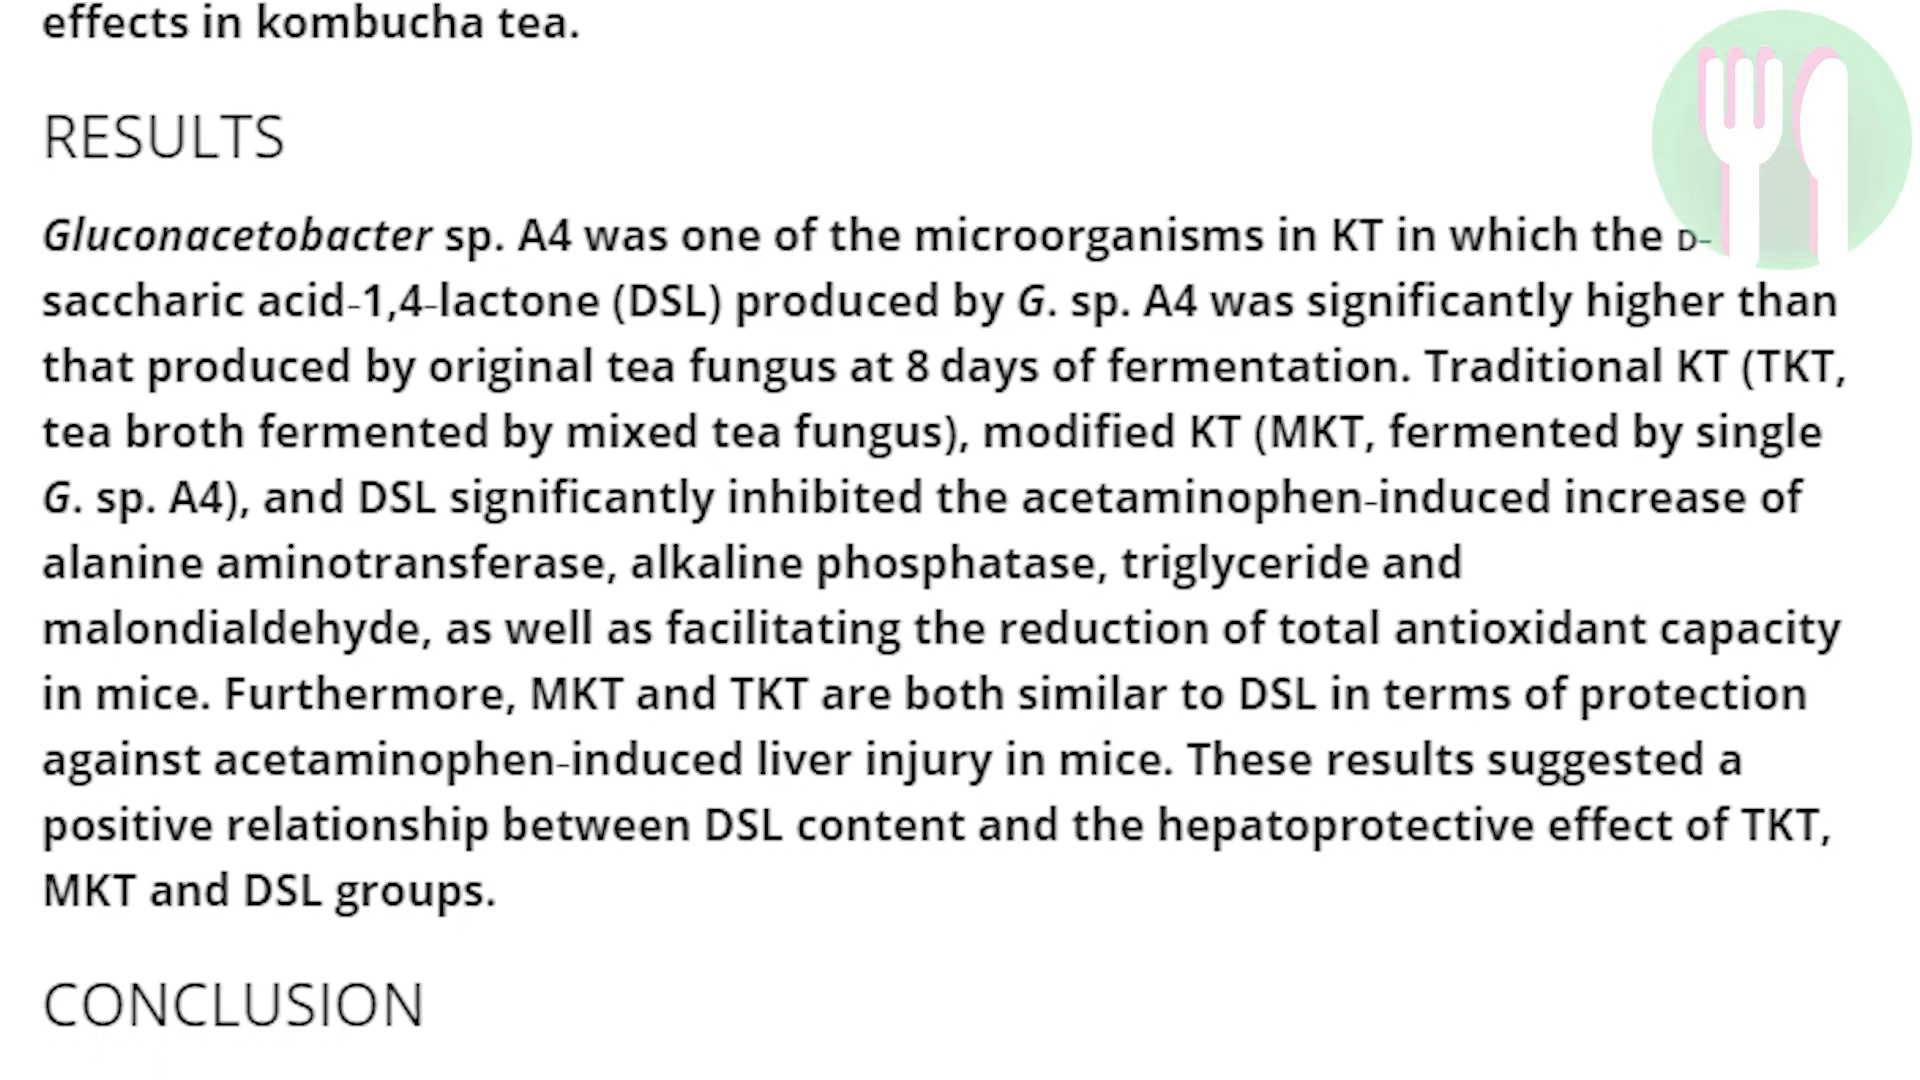 effects in kombucha tea.
RESULTS
Gluconacetobacter sp. A4 was one of the microorganisms in KT in which the D-
saccharic acid-1,4-lactone (DSL) produced by G. sp. A4 was significantly higher than
that produced by original tea fungus at 8 days of fermentation. Traditional KT (TKT,
tea broth fermented by mixed tea fungus), modified KT (MKT, fermented by single
G. sp. A4), and DSL significantly inhibited the acetaminophen-induced increase of
alanine aminotransferase, alkaline phosphatase, triglyceride and
malondialdehyde, as well as facilitating the reduction of total antioxidant capacity
in mice. Furthermore, MKT and TKT are both similar to DSL in terms of protection
against acetaminophen-induced liver injury in mice. These results suggested a
positive relationship between DSL content and the hepatoprotective effect of TKT,
MKT and DSL groups.
CONCLUSION